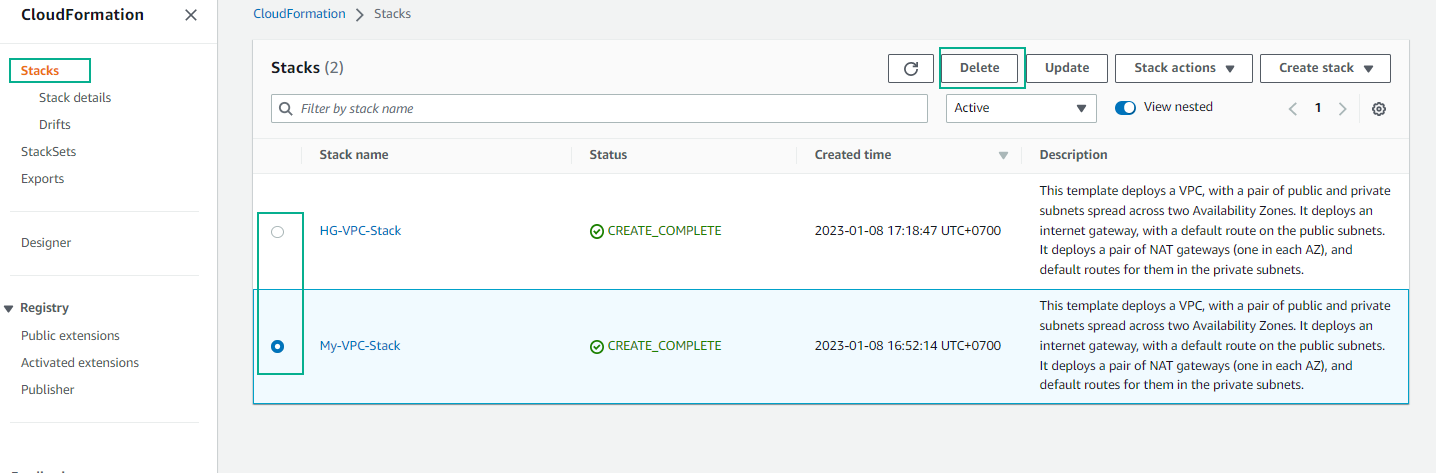 CloudFormation
Stacks
Stack details
Drifts
StackSets
Exports
Designer
Registry
Public extensions
Activated extensions
Publisher
CloudFormation > Stacks
Stacks (2)
Delete
Update
Stack actions
Create stack
Filter by stack name
Active
View nested
1
Stack name
Status
Created time
Description
HG-VPC-Stack
CREATE_COMPLETE
2023-01-08 17:18:47 UTC+0700
This template deploys a VPC, with a pair of public and private
subnets spread across two Availability Zones. It deploys an
internet gateway, with a default route on the public subnets.
It deploys a pair of NAT gateways (one in each AZ), and
default routes for them in the private subnets.
My-VPC-Stack
CREATE_COMPLETE
2023-01-08 16:52:14 UTC+0700
This template deploys a VPC, with a pair of public and private
subnets spread across two Availability Zones. It deploys an
internet gateway, with a default route on the public subnets.
It deploys a pair of NAT gateways (one in each AZ), and
default routes for them in the private subnets.